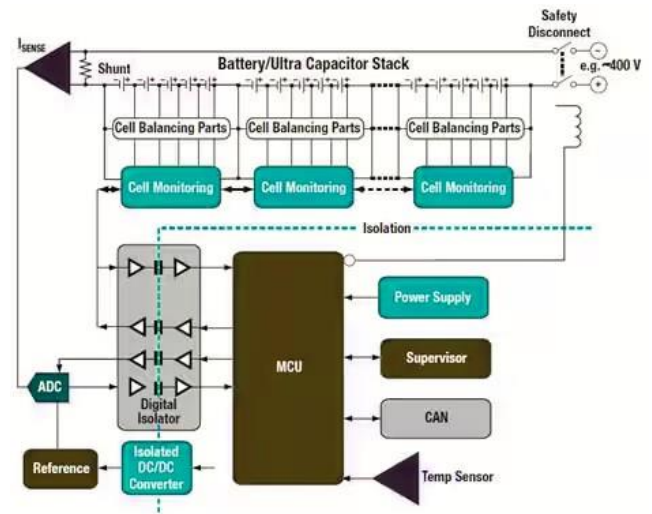 Safety
Disconnect
ISENSE
Shunt
Battery/Ultra Capacitor Stack
e.g. ~400 V
Cell Balancing Parts
Cell Balancing Parts
Cell Balancing Parts
Cell Monitoring
Cell Monitoring
Cell Monitoring
Isolation
Power Supply
MCU
Supervisor
ADC
Digital
Isolator
CAN
Reference
Isolated
DC/DC
Converter
Temp Sensor